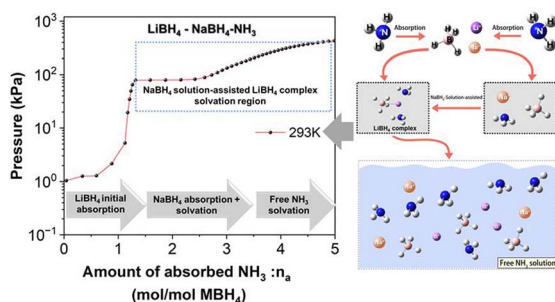 LiBH4 - NaBH4-NH3
Pressure (kPa)
10³
10²
10¹
10⁰
10⁻¹
NaBH4 solution-assisted LiBH4 complex
solvation region
293K
LiBH4 initial
absorption
NaBH4 absorption +
solvation
Free NH3
solvation
0
1
2
3
4
5
Amount of absorbed NH3 :na
(mol/mol MBH4)
Absorption
Absorption
H
H
H
N
B
H
H
H
N
NaBH4 Solution-assisted
LiBH4 complex
Free NH3 solution